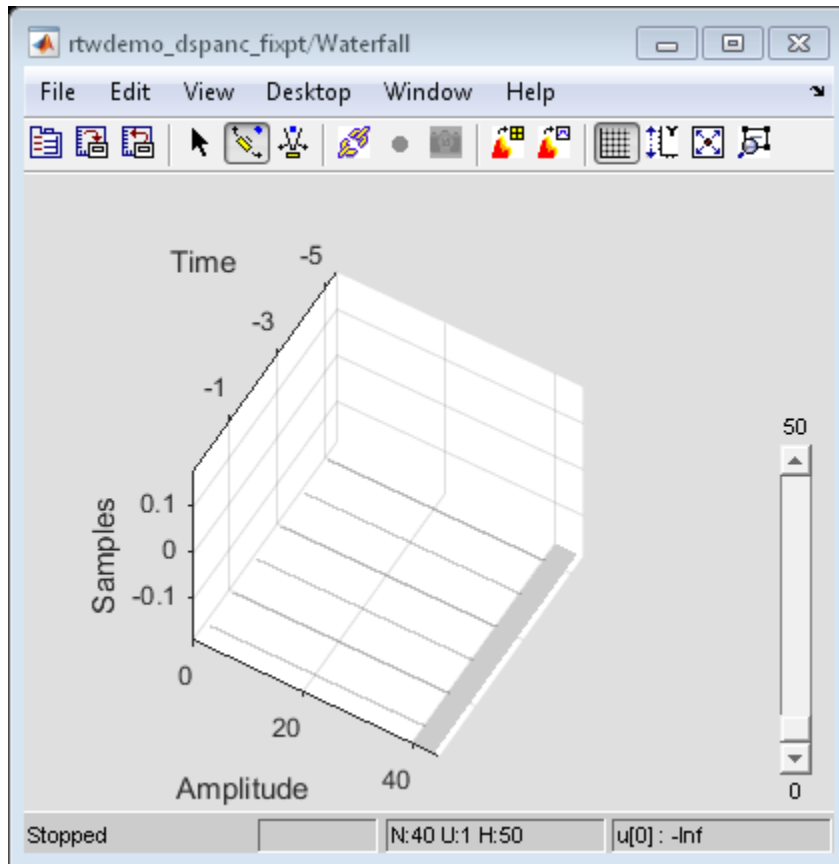 rtwdemo_dspanc_fixpt/Waterfall
File Edit View Desktop Window Help
Time
-5
-3
-1
50
Samples
0.1
0
-0.1
0
20
40
Amplitude
0
Stopped N:40 U:1 H:50 u[0] : -Inf